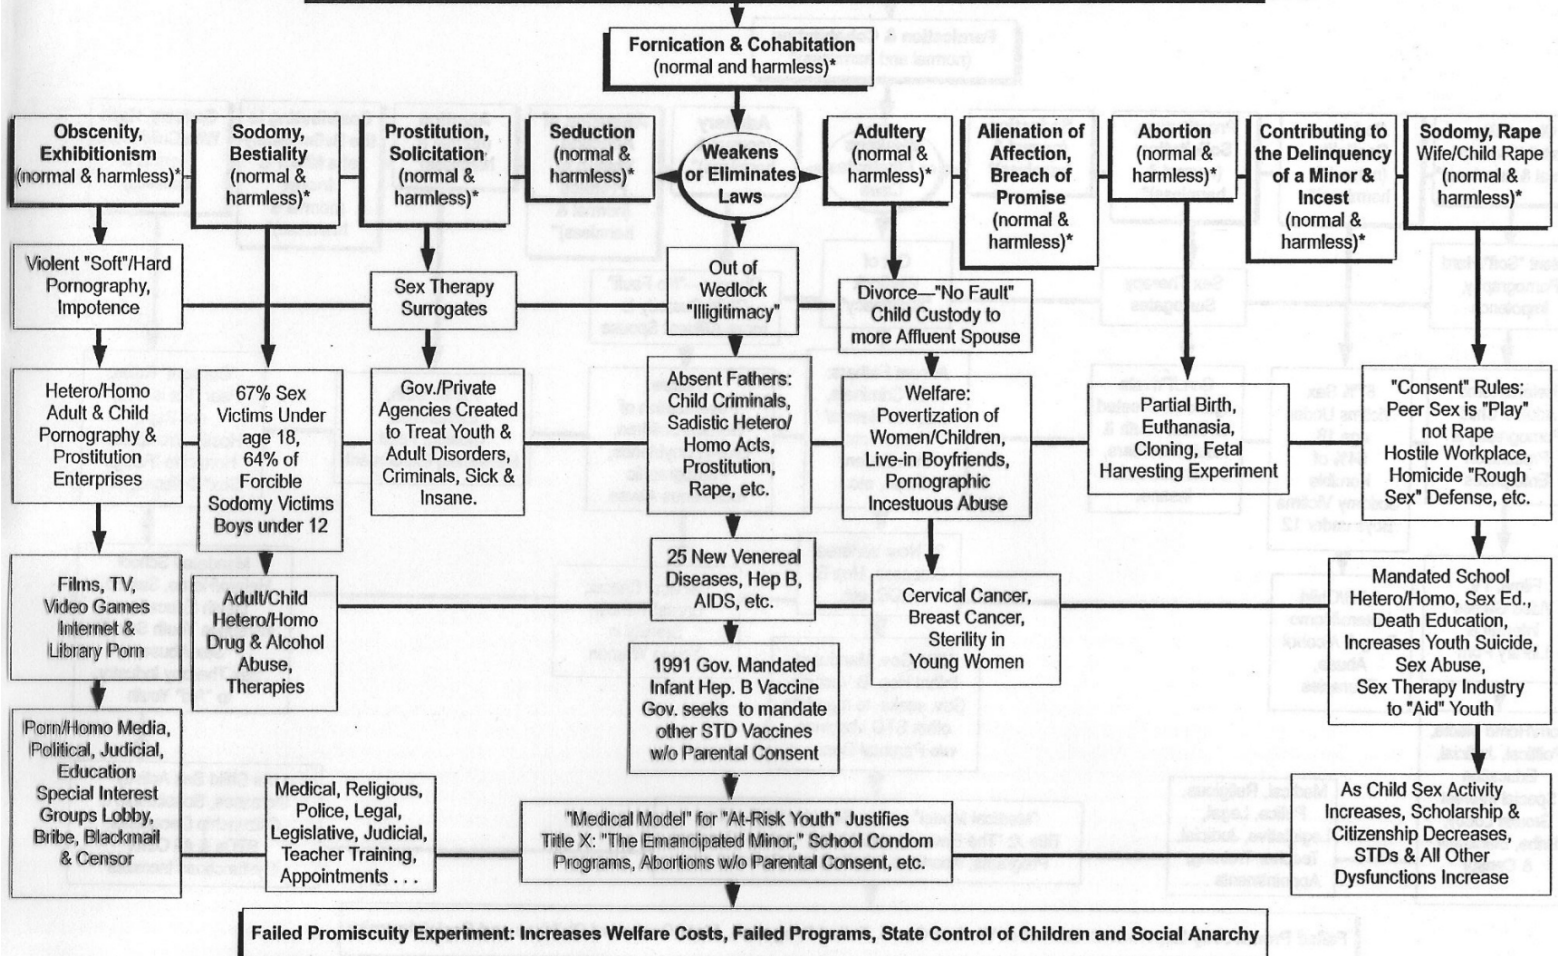 Fornication & Cohabitation
(normal and harmless)*
Obscenity,
Exhibitionism
(normal & harmless)*
Sodomy,
Bestiality
(normal &
harmless)*
Prostitution,
Solicitation
(normal &
harmless)*
Seduction
(normal &
harmless)*
Weakens
or Eliminates
Laws
Adultery
(normal &
harmless)*
Alienation of
Affection,
Breach of
Promise
(normal &
harmless)*
Abortion
(normal &
harmless)*
Contributing to
the Delinquency
of a Minor &
Incest
(normal &
harmless)*
Sodomy, Rape
Wife/Child Rape
(normal &
harmless)*
Violent "Soft"/Hard
Pornography,
Impotence
Sex Therapy
Surrogates
Out of
Wedlock
"Illigitimacy"
Divorce—"No Fault"
Child Custody to
more Affluent Spouse
Hetero/Homo
Adult & Child
Pornography &
Prostitution
Enterprises
67% Sex
Victims Under
age 18,
64% of
Forcible
Sodomy Victims
Boys under 12
Gov./Private
Agencies Created
to Treat Youth &
Adult Disorders,
Criminals, Sick &
Insane.
Absent Fathers:
Child Criminals,
Sadistic Hetero/
Homo Acts,
Prostitution,
Rape, etc.
Welfare:
Povertization of
Women/Children,
Live-in Boyfriends,
Pornographic
Incestuous Abuse
Partial Birth,
Euthanasia,
Cloning, Fetal
Harvesting Experiment
"Consent" Rules:
Peer Sex is "Play"
not Rape
Hostile Workplace,
Homicide "Rough
Sex" Defense, etc.
Films, TV,
Video Games
Internet &
Library Porn
Adult/Child
Hetero/Homo
Drug & Alcohol
Abuse,
Therapies
25 New Venereal
Diseases, Hep B,
AIDS, etc.
Cervical Cancer,
Breast Cancer,
Sterility in
Young Women
Mandated School
Hetero/Homo, Sex Ed.,
Death Education,
Increases Youth Suicide,
Sex Abuse,
Sex Therapy Industry
to "Aid" Youth
1991 Gov. Mandated
Infant Hep. B Vaccine
Gov. seeks to mandate
other STD Vaccines
w/o Parental Consent
Porn/Homo Media,
Political, Judicial,
Education
Special Interest
Groups Lobby,
Bribe, Blackmail
& Censor
Medical, Religious,
Police, Legal,
Legislative, Judicial,
Teacher Training,
Appointments . . .
"Medical Model" for "At-Risk Youth" Justifies
Title X: "The Emancipated Minor," School Condom
Programs, Abortions w/o Parental Consent, etc.
As Child Sex Activity
Increases, Scholarship &
Citizenship Decreases,
STDs & All Other
Dysfunctions Increase
Failed Promiscuity Experiment: Increases Welfare Costs, Failed Programs, State Control of Children and Social Anarchy